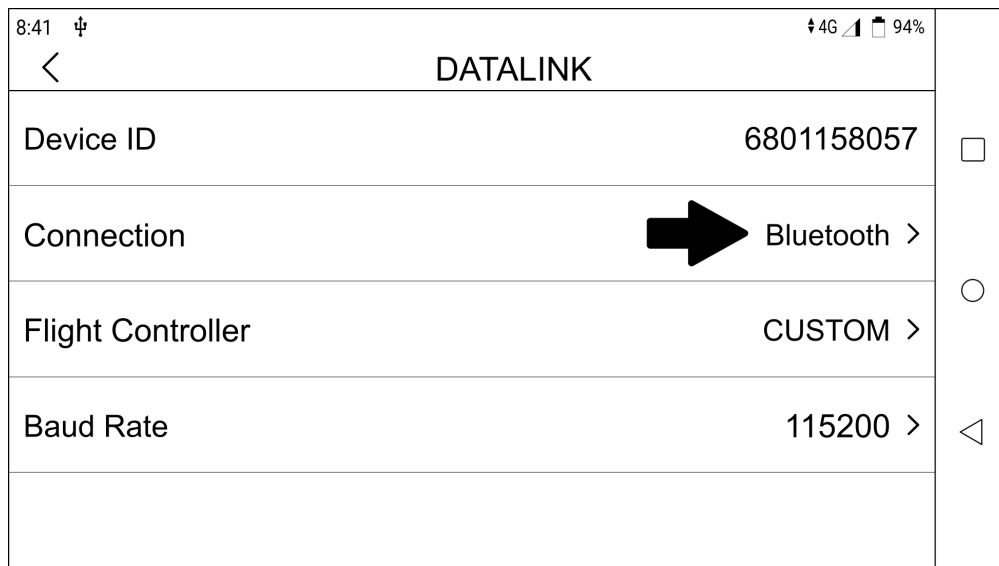 8:41 4G 94%
DATALINK
Device ID 6801158057
Connection Bluetooth >
Flight Controller CUSTOM >
Baud Rate 115200 >